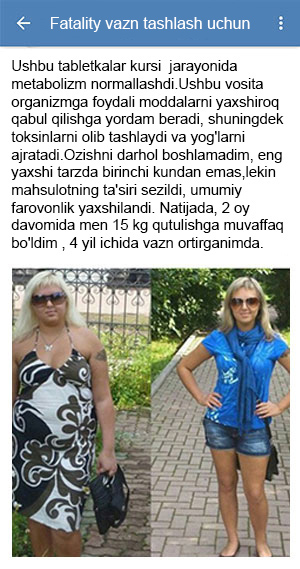 Fatality vazn tashlash uchun
Ushbu tabletkalar kursi jarayonida
metabolizm normallashdi.Ushbu vosita
organizmga foydali moddalarni yaxshiroq
qabul qilishga yordam beradi, shuningdek
toksinlarni olib tashlaydi va yog'larni
ajratadi.Ozishni darhol boshlamadim, eng
yaxshi tarzda birinchi kundan emas,lekin
mahsulotning ta'siri sezildi, umumiy
farovonlik yaxshilandi. Natijada, 2 oy
davomida men 15 kg qutulishga muvaffaq
bo'ldim , 4 yil ichida vazn ortirganimda.